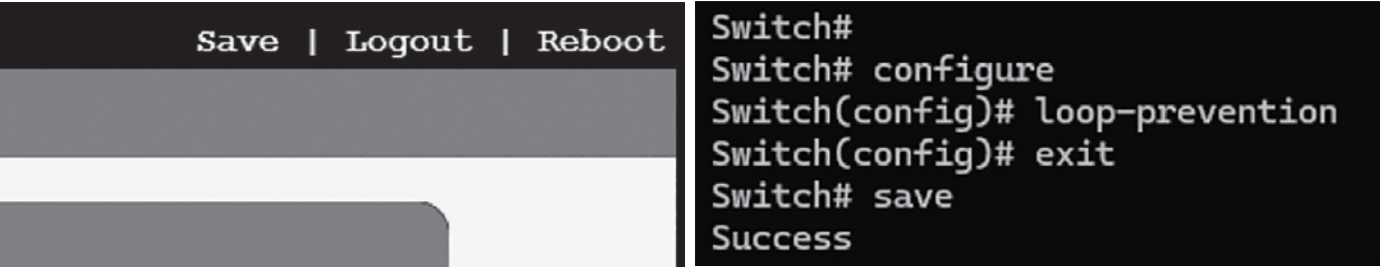 Save | Logout | Reboot
Switch#
Switch# configure
Switch(config)# loop-prevention
Switch(config)# exit
Switch# save
Success